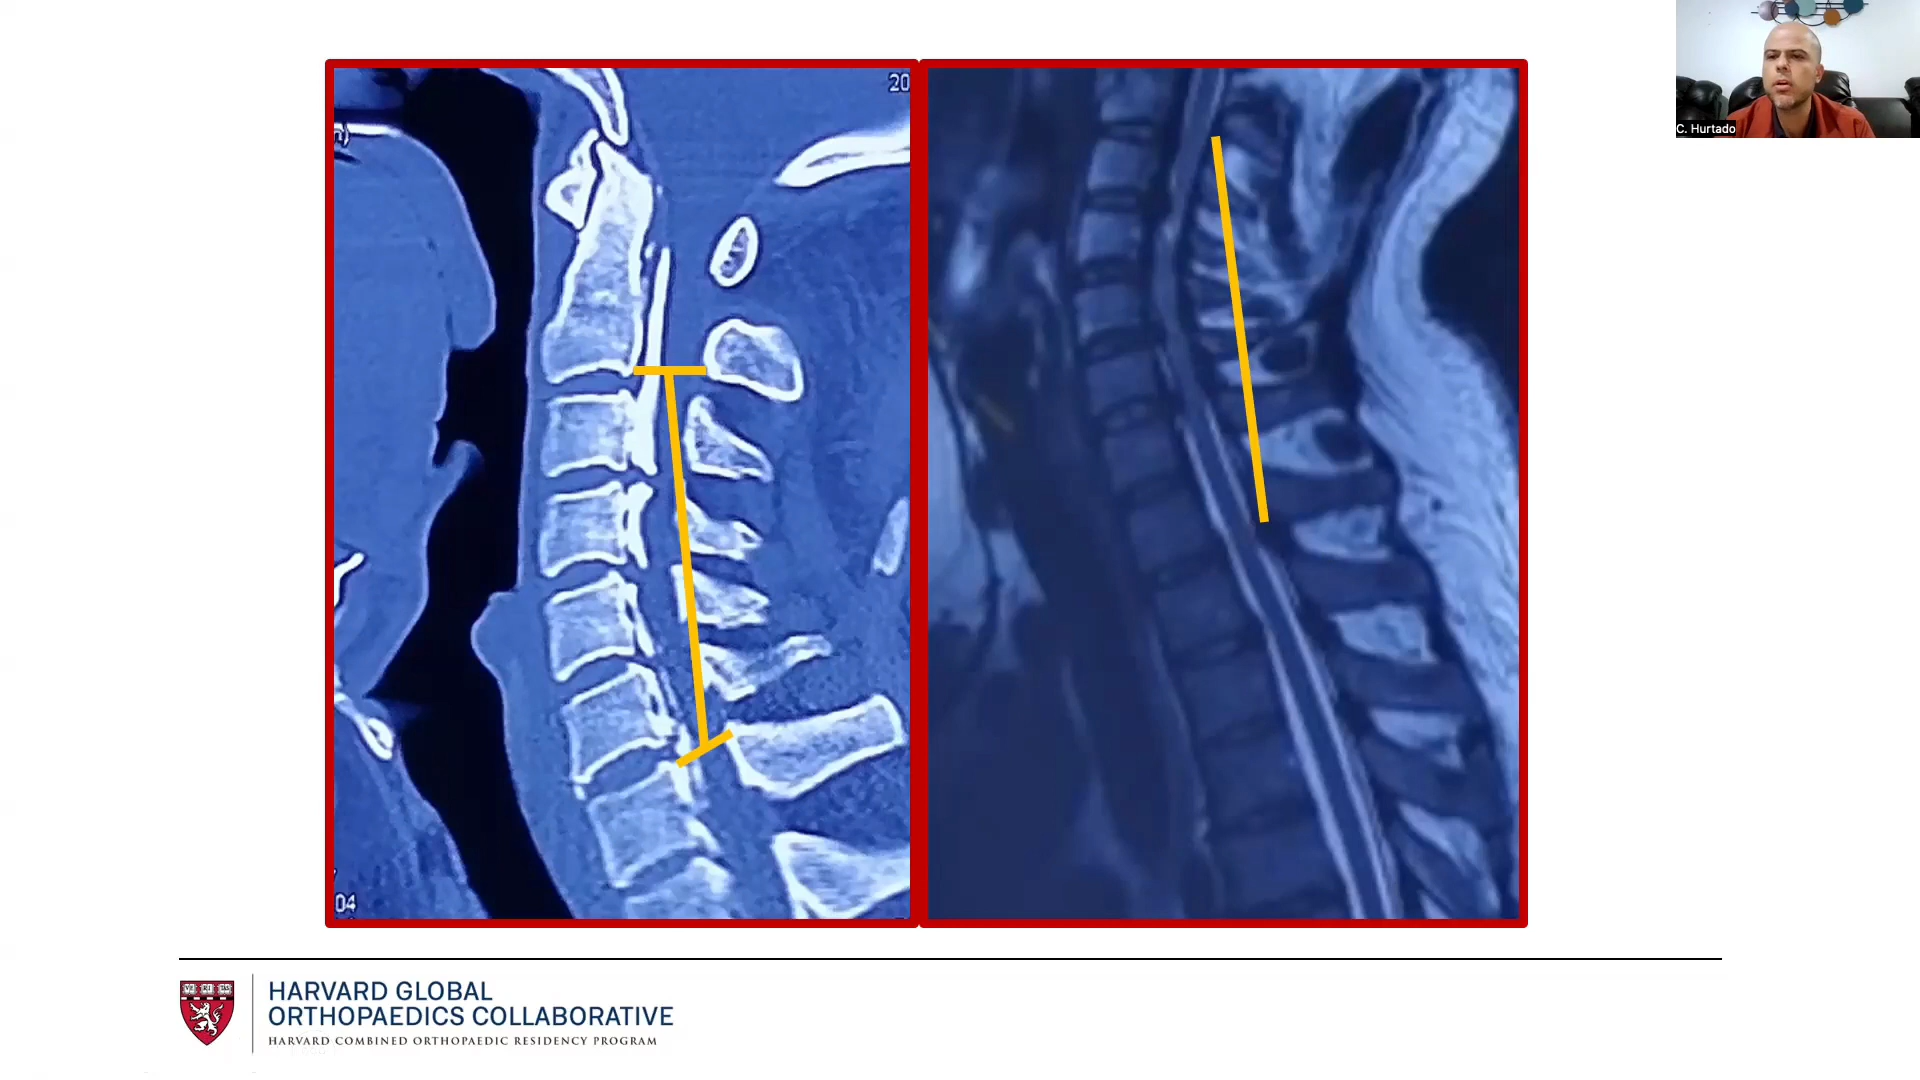 20
C. Hurtado
04
HARVARD GLOBAL
ORTHOPAEDICS COLLABORATIVE
HARVARD COMBINED ORTHOPAEDIC RESIDENCY PROGRAM